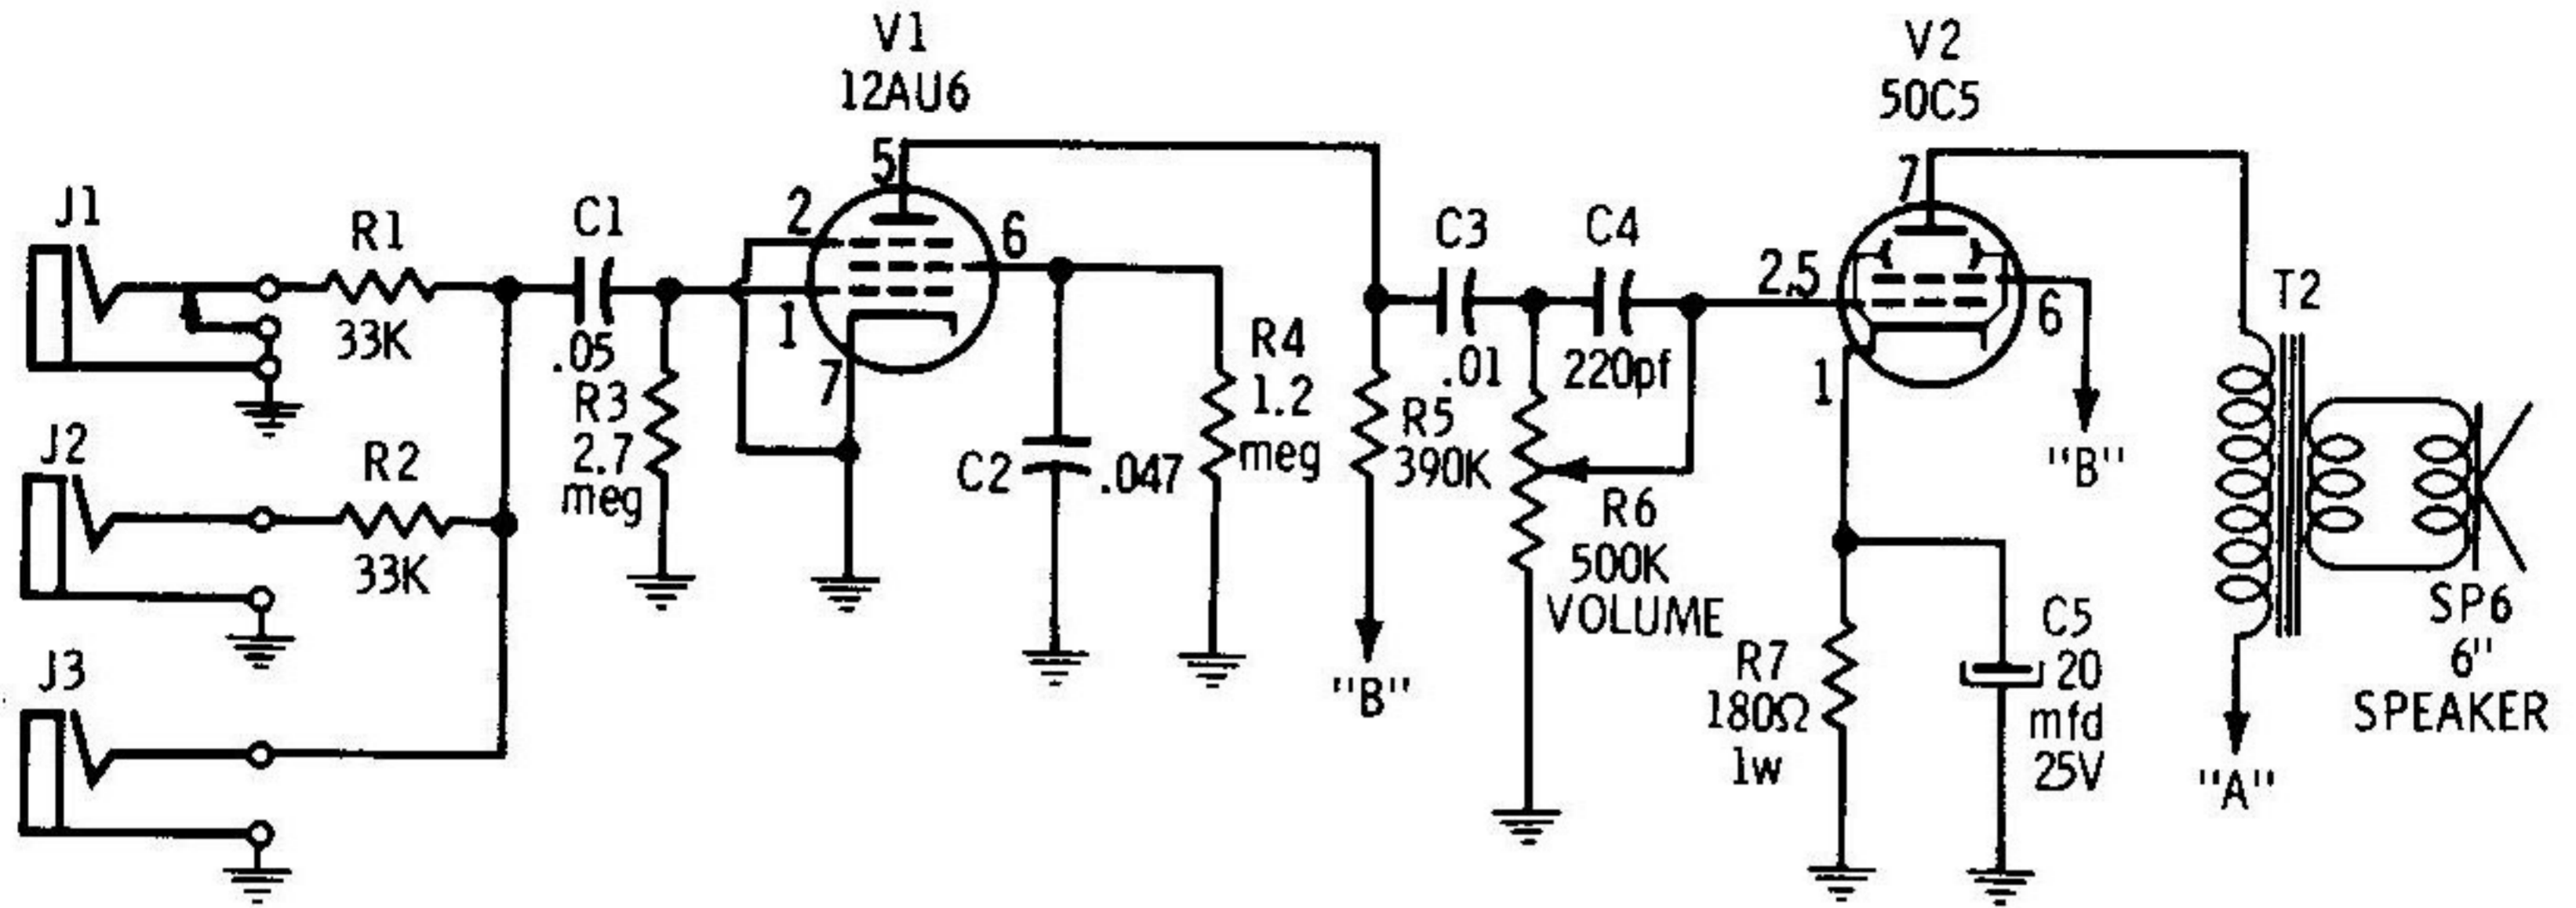 V1
12AU6
V2
50C5
J1
R1
33K
C1
.05
2
5
6
1
7
R3
2.7
meg
C2
.047
R4
1.2
meg
C3
.01
C4
220pf
R5
390K
"B"
R6
500K
VOLUME
2,5
7
6
1
"B"
T2
J2
R2
33K
J3
R7
180Ω
1w
C5
20
mfd
25V
"A"
SP6
6"
SPEAKER